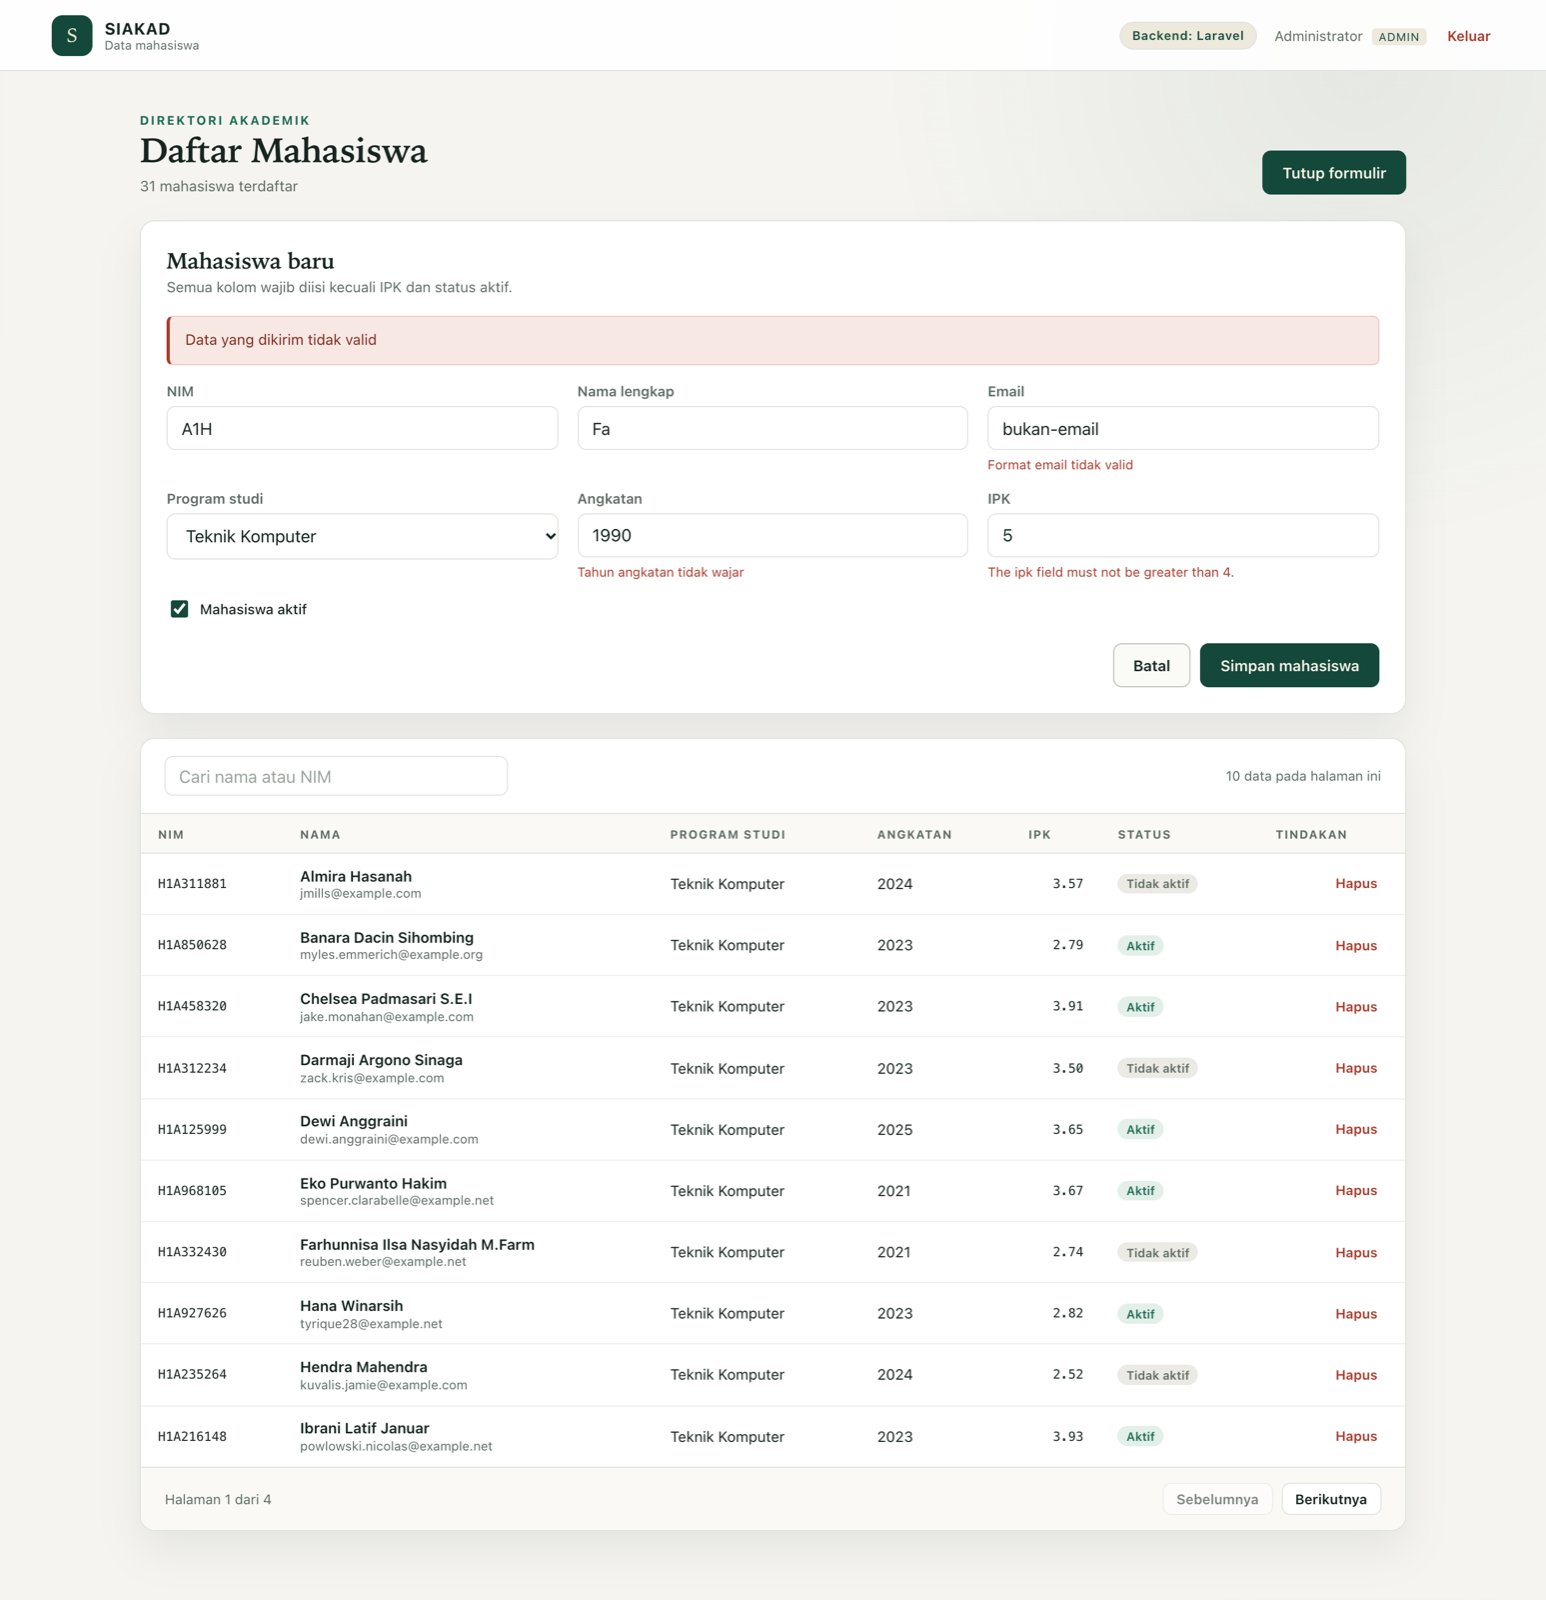 S
SIAKAD
Data mahasiswa
Backend: Laravel
Administrator ADMIN
Keluar
DIREKTORI AKADEMIK
Daftar Mahasiswa
31 mahasiswa terdaftar
Tutup formulir
Mahasiswa baru
Semua kolom wajib diisi kecuali IPK dan status aktif.
Data yang dikirim tidak valid
NIM Nama lengkap Email
A1H Fa bukan-email
Format email tidak valid
Program studi Angkatan IPK
Teknik Komputer 1990 5
Tahun angkatan tidak wajar The ipk field must not be greater than 4.
Mahasiswa aktif
Batal Simpan mahasiswa
Cari nama atau NIM 10 data pada halaman ini
NIM NAMA PROGRAM STUDI ANGKATAN IPK STATUS TINDAKAN
H1A311881 Almira Hasanah Teknik Komputer 2024 3.57 Tidak aktif Hapus
jmills@example.com
H1A850628 Banara Dacin Sihombing Teknik Komputer 2023 2.79 Aktif Hapus
myles.emmerich@example.org
H1A458320 Chelsea Padmasari S.E.I Teknik Komputer 2023 3.91 Aktif Hapus
jake.monahan@example.com
H1A312234 Darmaji Argono Sinaga Teknik Komputer 2023 3.50 Tidak aktif Hapus
zack.kris@example.com
H1A125999 Dewi Anggraini Teknik Komputer 2025 3.65 Aktif Hapus
dewi.anggraini@example.com
H1A968105 Eko Purwanto Hakim Teknik Komputer 2021 3.67 Aktif Hapus
spencer.clarabelle@example.net
H1A332430 Farhunnisa Ilsa Nasyidah M.Farm Teknik Komputer 2021 2.74 Tidak aktif Hapus
reuben.weber@example.net
H1A927626 Hana Winarsih Teknik Komputer 2023 2.82 Aktif Hapus
tyrique28@example.net
H1A235264 Hendra Mahendra Teknik Komputer 2024 2.52 Tidak aktif Hapus
kuvalis.jamie@example.com
H1A216148 Ibrani Latif Januar Teknik Komputer 2023 3.93 Aktif Hapus
powlowski.nicolas@example.net
Halaman 1 dari 4 Sebelumnya Berikutnya